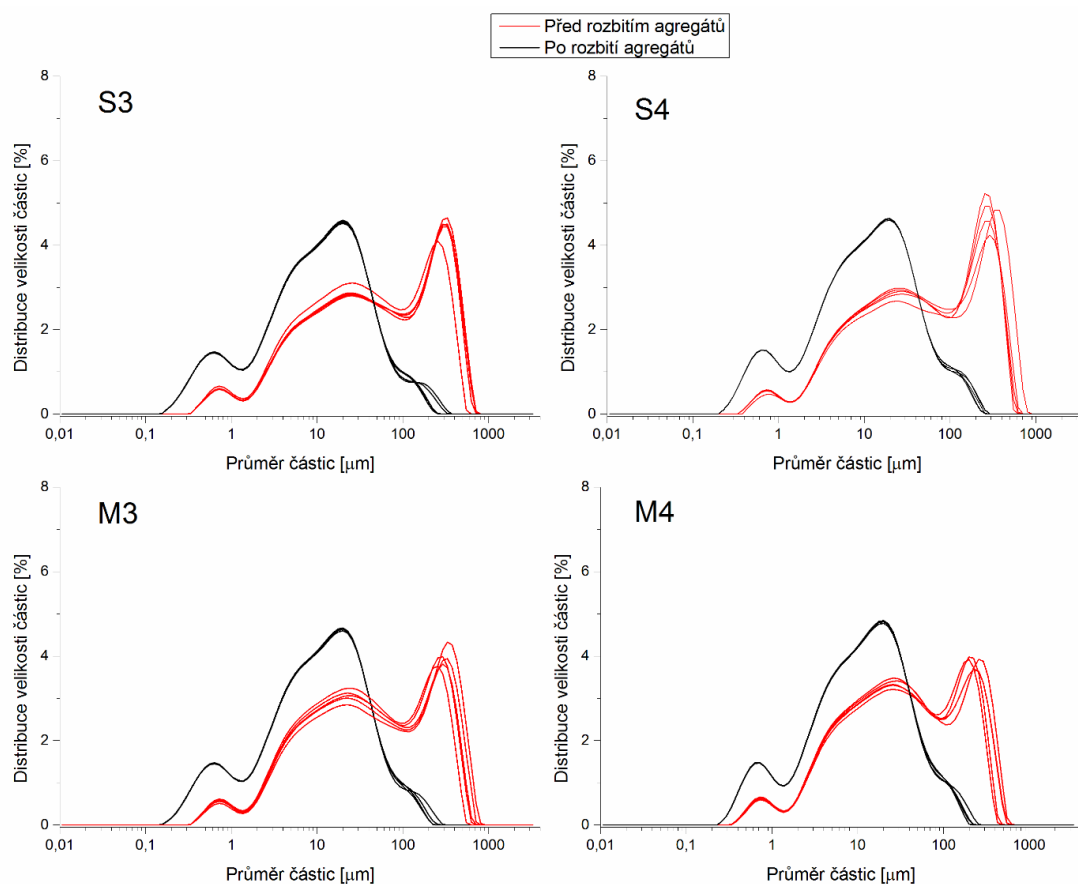 Před rozbitím agregátů
Po rozbití agregátů
S3
Distribuce velikosti částic [%]
8
6
4
2
0
0,01 0,1 1 10 100 1000
Průměr částic [μm]
S4
Distribuce velikosti částic [%]
8
6
4
2
0
0,01 0,1 1 10 100 1000
Průměr částic [μm]
M3
Distribuce velikosti částic [%]
8
6
4
2
0
0,01 0,1 1 10 100 1000
Průměr částic [μm]
M4
Distribuce velikosti částic [%]
8
6
4
2
0
0,01 0,1 1 10 100 1000
Průměr částic [μm]